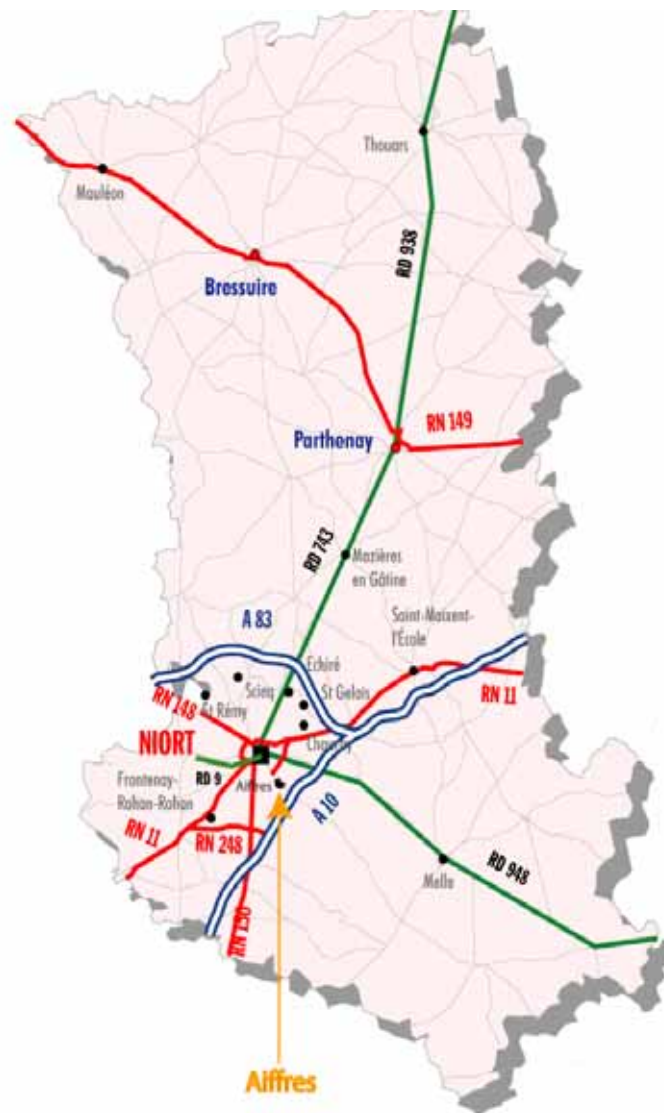 Thouars
Mauléon
RD 938
Bressuire
Parthenay
RN 149
RD 743
Mazières
en Gâtine
A 83
Saint-Maixent-
l'École
Echiré
Sciecq
St Gelais
RN 148
St Rémy
RN 11
NIORT
Chauray
RD 9
Aiffres
Frontenay-
Rohan-Rohan
A 10
RN 11
RN 248
Melle
RD 948
RN 150
Aiffres